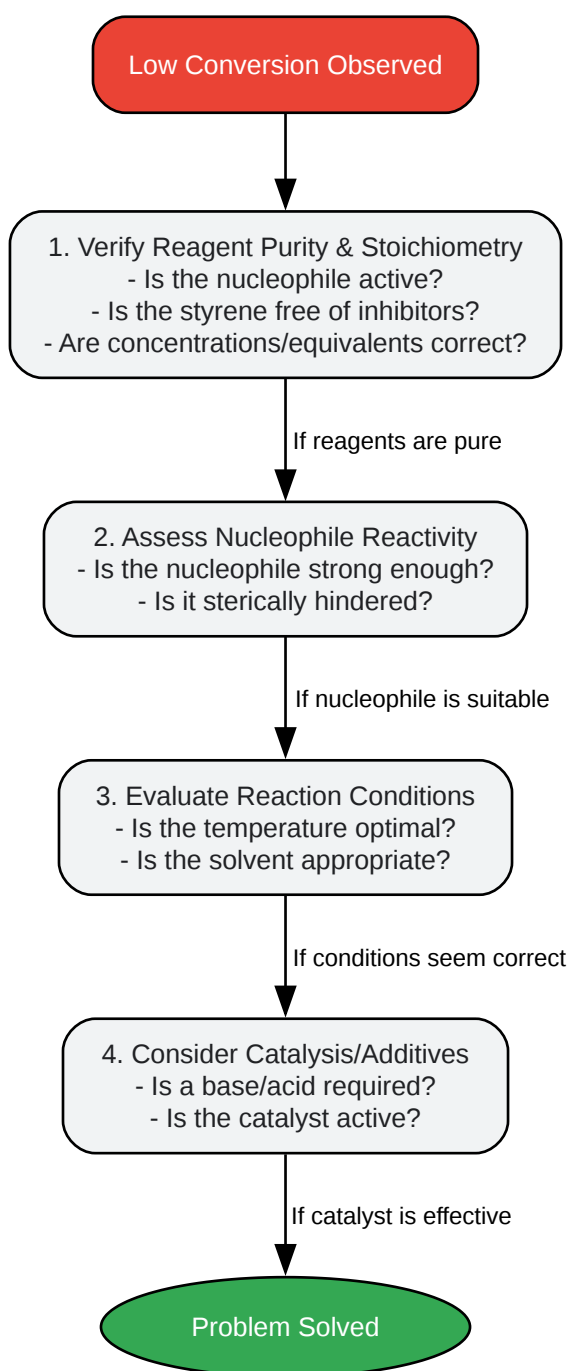 Low Conversion Observed
1. Verify Reagent Purity & Stoichiometry
- Is the nucleophile active?
- Is the styrene free of inhibitors?
- Are concentrations/equivalents correct?
If reagents are pure
2. Assess Nucleophile Reactivity
- Is the nucleophile strong enough?
- Is it sterically hindered?
If nucleophile is suitable
3. Evaluate Reaction Conditions
- Is the temperature optimal?
- Is the solvent appropriate?
If conditions seem correct
4. Consider Catalysis/Additives
- Is a base/acid required?
- Is the catalyst active?
If catalyst is effective
Problem Solved